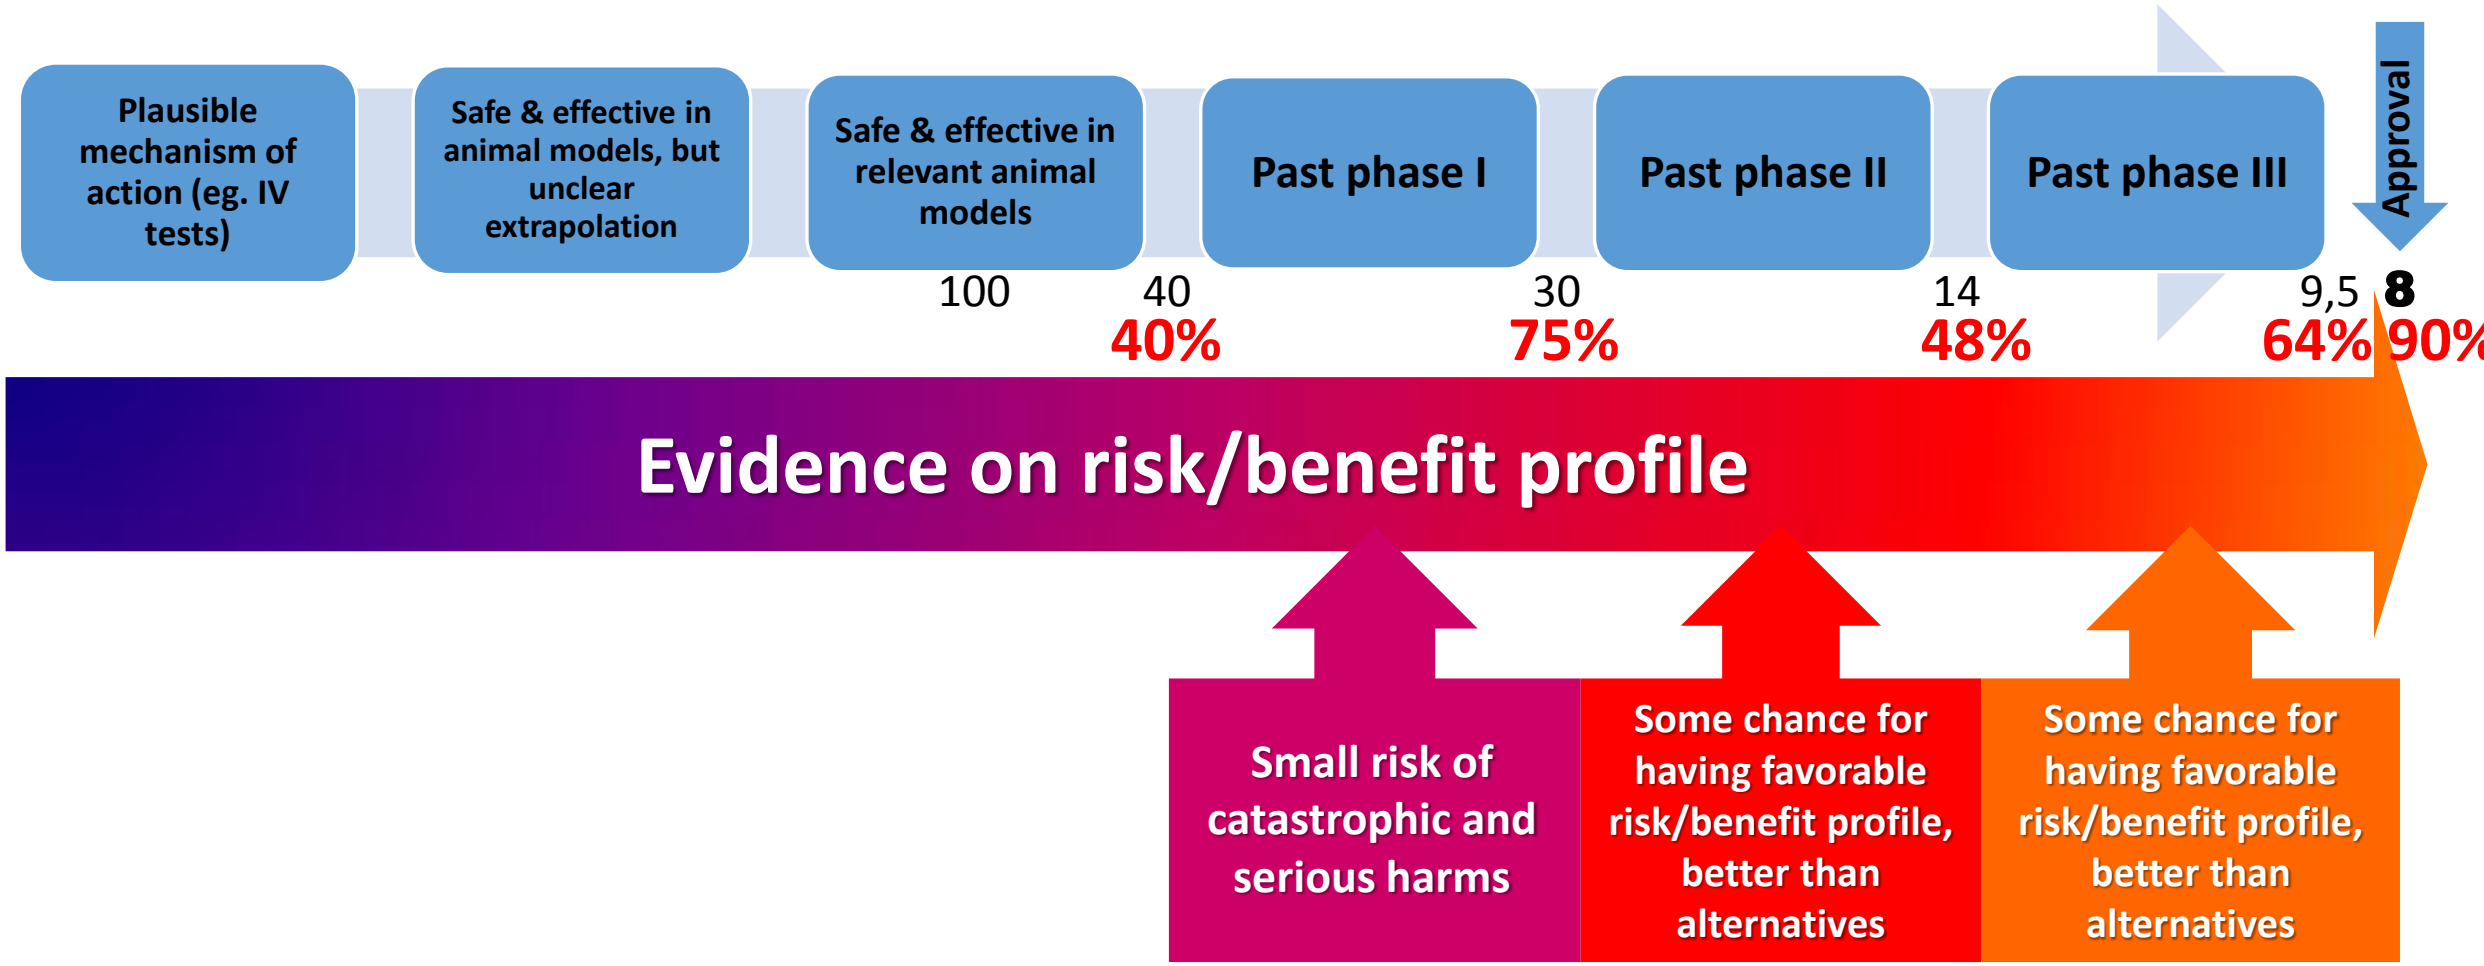 Plausible
mechanism of
action (eg. IV
tests)
Safe & effective in
animal models, but
unclear
extrapolation
Safe & effective in
relevant animal
models
Past phase I
Past phase II
Past phase III
Approval
100
40
30
14
9,5
8
40%
75%
48%
64%
90%
Evidence on risk/benefit profile
Small risk of
catastrophic and
serious harms
Some chance for
having favorable
risk/benefit profile,
better than
alternatives
Some chance for
having favorable
risk/benefit profile,
better than
alternatives